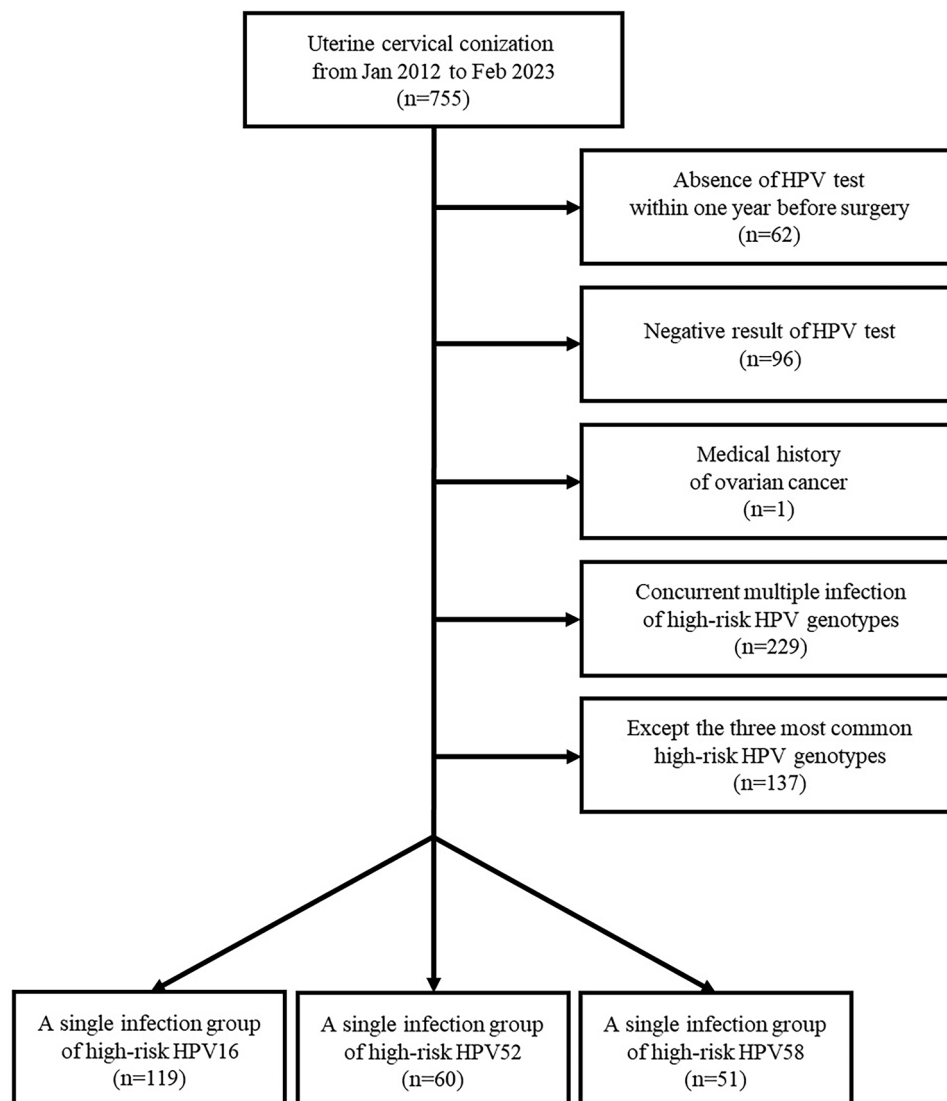 Uterine cervical conization
from Jan 2012 to Feb 2023
(n=755)
Absence of HPV test
within one year before surgery
(n=62)
Negative result of HPV test
(n=96)
Medical history
of ovarian cancer
(n=1)
Concurrent multiple infection
of high-risk HPV genotypes
(n=229)
Except the three most common
high-risk HPV genotypes
(n=137)
A single infection group
of high-risk HPV16
(n=119)
A single infection group
of high-risk HPV52
(n=60)
A single infection group
of high-risk HPV58
(n=51)